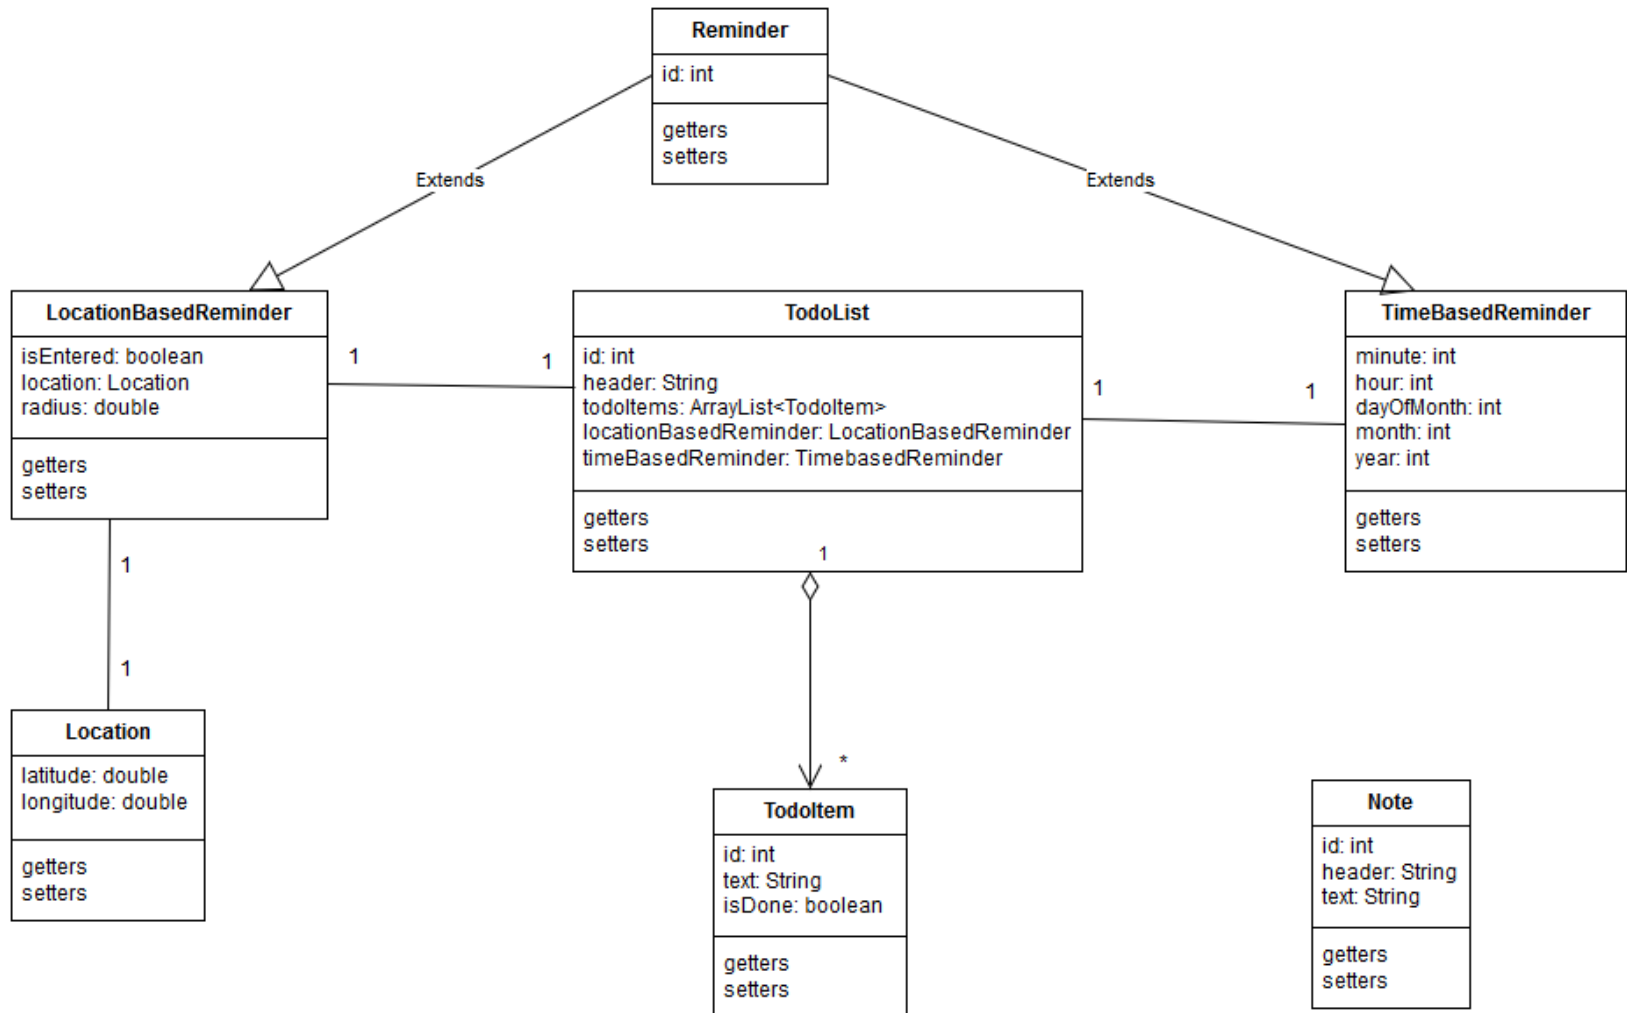 Reminder
id: int
getters
setters
Extends
Extends
LocationBasedReminder
isEntered: boolean
location: Location
radius: double
getters
setters
1
1
TodoList
id: int
header: String
todoItems: ArrayList<TodoItem>
locationBasedReminder: LocationBasedReminder
timeBasedReminder: TimebasedReminder
getters
setters
1
1
1
TimeBasedReminder
minute: int
hour: int
dayOfMonth: int
month: int
year: int
getters
setters
1
1
Location
latitude: double
longitude: double
getters
setters
*
TodoItem
id: int
text: String
isDone: boolean
getters
setters
Note
id: int
header: String
text: String
getters
setters